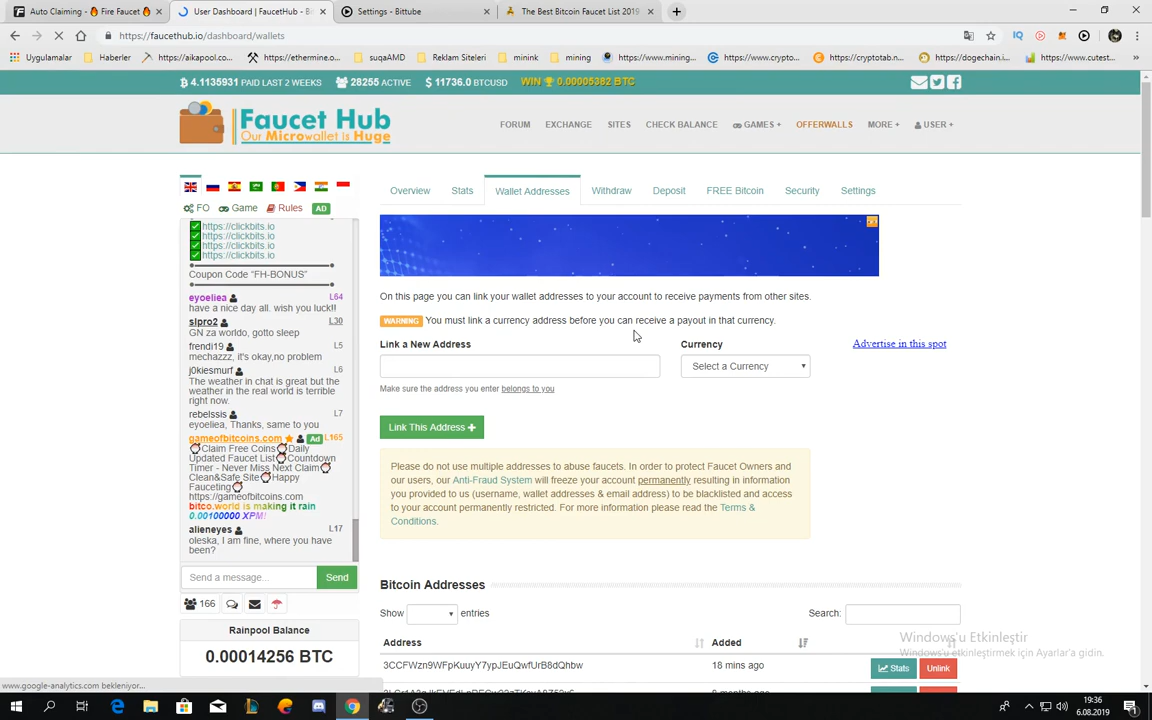 Auto Claiming - 🔥 Fire Faucet 🔥
User Dashboard | FaucetHub - Bi
Settings - Bittube
The Best Bitcoin Faucet List 2019
https://faucethub.io/dashboard/wallets
Uygulamalar
Haberler
https://aikapool.co...
https://ethermine.o...
suqaAMD
Reklam Siteleri
minink
mining
https://www.mining...
https://www.crypto...
https://cryptotab.n...
https://dogechain.i...
https://www.cutest...
4.1135931 PAID LAST 2 WEEKS
28255 ACTIVE
$ 11736.0 BTCUSD
WIN 🏆 0.00005382 BTC
Faucet Hub
Our Microwallet is Huge
FORUM
EXCHANGE
SITES
CHECK BALANCE
GAMES +
OFFERWALLS
MORE +
USER +
Overview
Stats
Wallet Addresses
Withdraw
Deposit
FREE Bitcoin
Security
Settings
FO
Game
Rules
AD
https://clickbits.io
https://clickbits.io
https://clickbits.io
https://clickbits.io
Coupon Code "FH-BONUS"
eyoeliea L64
have a nice day all. wish you luck!!
slpro2 L30
GN za worldo, gotto sleep
frendi19 L5
mechazzz, it's okay,no problem
j0kiesmurf L6
The weather in chat is great but the
weather in the real world is terrible
right now.
rebelssis L7
eyoeliea, Thanks, same to you
gameofbitcoins.com Ad L165
⏰Claim Free Coins⏰Daily
Updated Faucet List⏰Countdown
Timer - Never Miss Next Claim⏰
Clean&Safe Site⏰Happy
Fauceting⏰
https://gameofbitcoins.com
bitco.world is making it rain
0.00100000 XPM!
alieneyes L17
oleska, I am fine, where you have
been?
Send a message...
Send
166
Rainpool Balance
0.00014256 BTC
On this page you can link your wallet addresses to your account to receive payments from other sites.
WARNING You must link a currency address before you can receive a payout in that currency.
Link a New Address
Currency
Select a Currency
Advertise in this spot
Make sure the address you enter belongs to you
Link This Address +
Please do not use multiple addresses to abuse faucets. In order to protect Faucet Owners and
our users, our Anti-Fraud System will freeze your account permanently resulting in information
you provided to us (username, wallet addresses & email address) to be blacklisted and access
to your account permanently restricted. For more information please read the Terms &
Conditions.
Bitcoin Addresses
Show
entries
Search:
Address
Added
3CCFWzn9WFpKuuyY7ypJEuQwfUrB8dQhbw
18 mins ago
Stats
Unlink
Windows'u Etkinleştir
Windows'u etkinleştirmek için Ayarlar'a gidin.
www.google-analytics.com bekleniyor...
19:36
6.08.2019
1